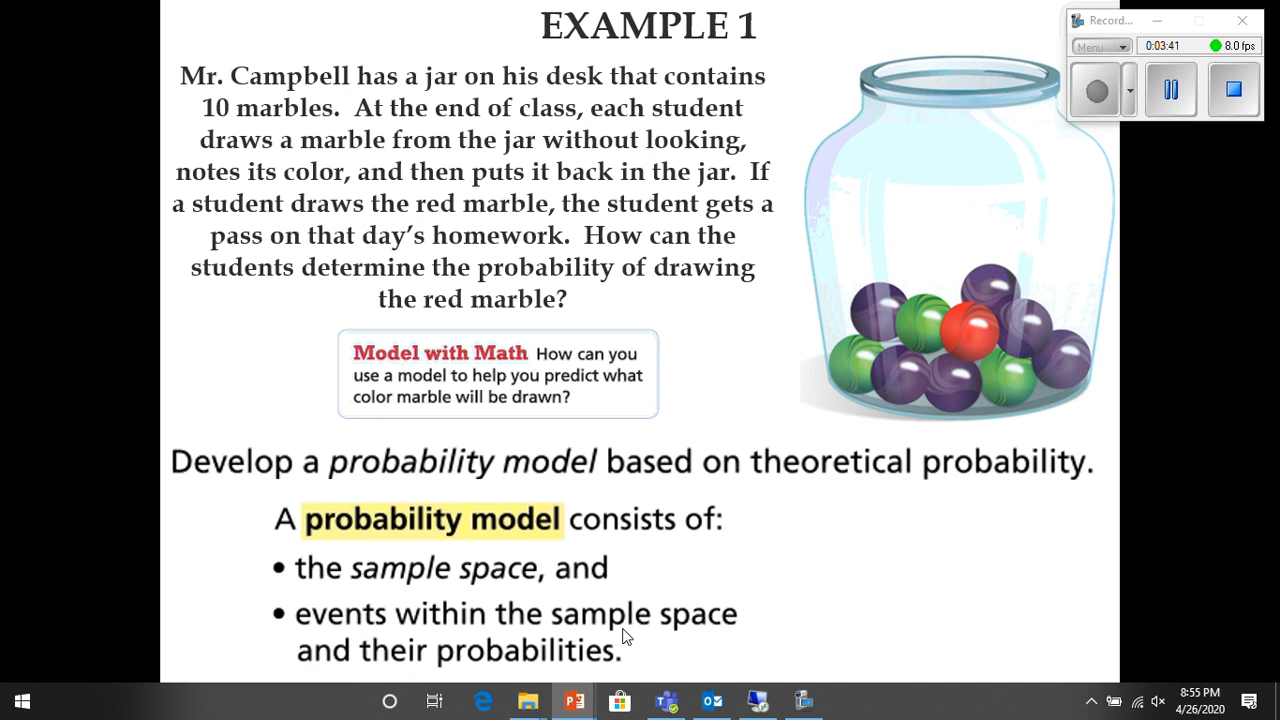 EXAMPLE 1
Mr. Campbell has a jar on his desk that contains
10 marbles. At the end of class, each student
draws a marble from the jar without looking,
notes its color, and then puts it back in the jar. If
a student draws the red marble, the student gets a
pass on that day's homework. How can the
students determine the probability of drawing
the red marble?
Model with Math How can you
use a model to help you predict what
color marble will be drawn?
Develop a probability model based on theoretical probability.
A probability model consists of:
• the sample space, and
• events within the sample space
and their probabilities.
Record...
Menu
0:03:41
8.0 fps
8:55 PM
4/26/2020